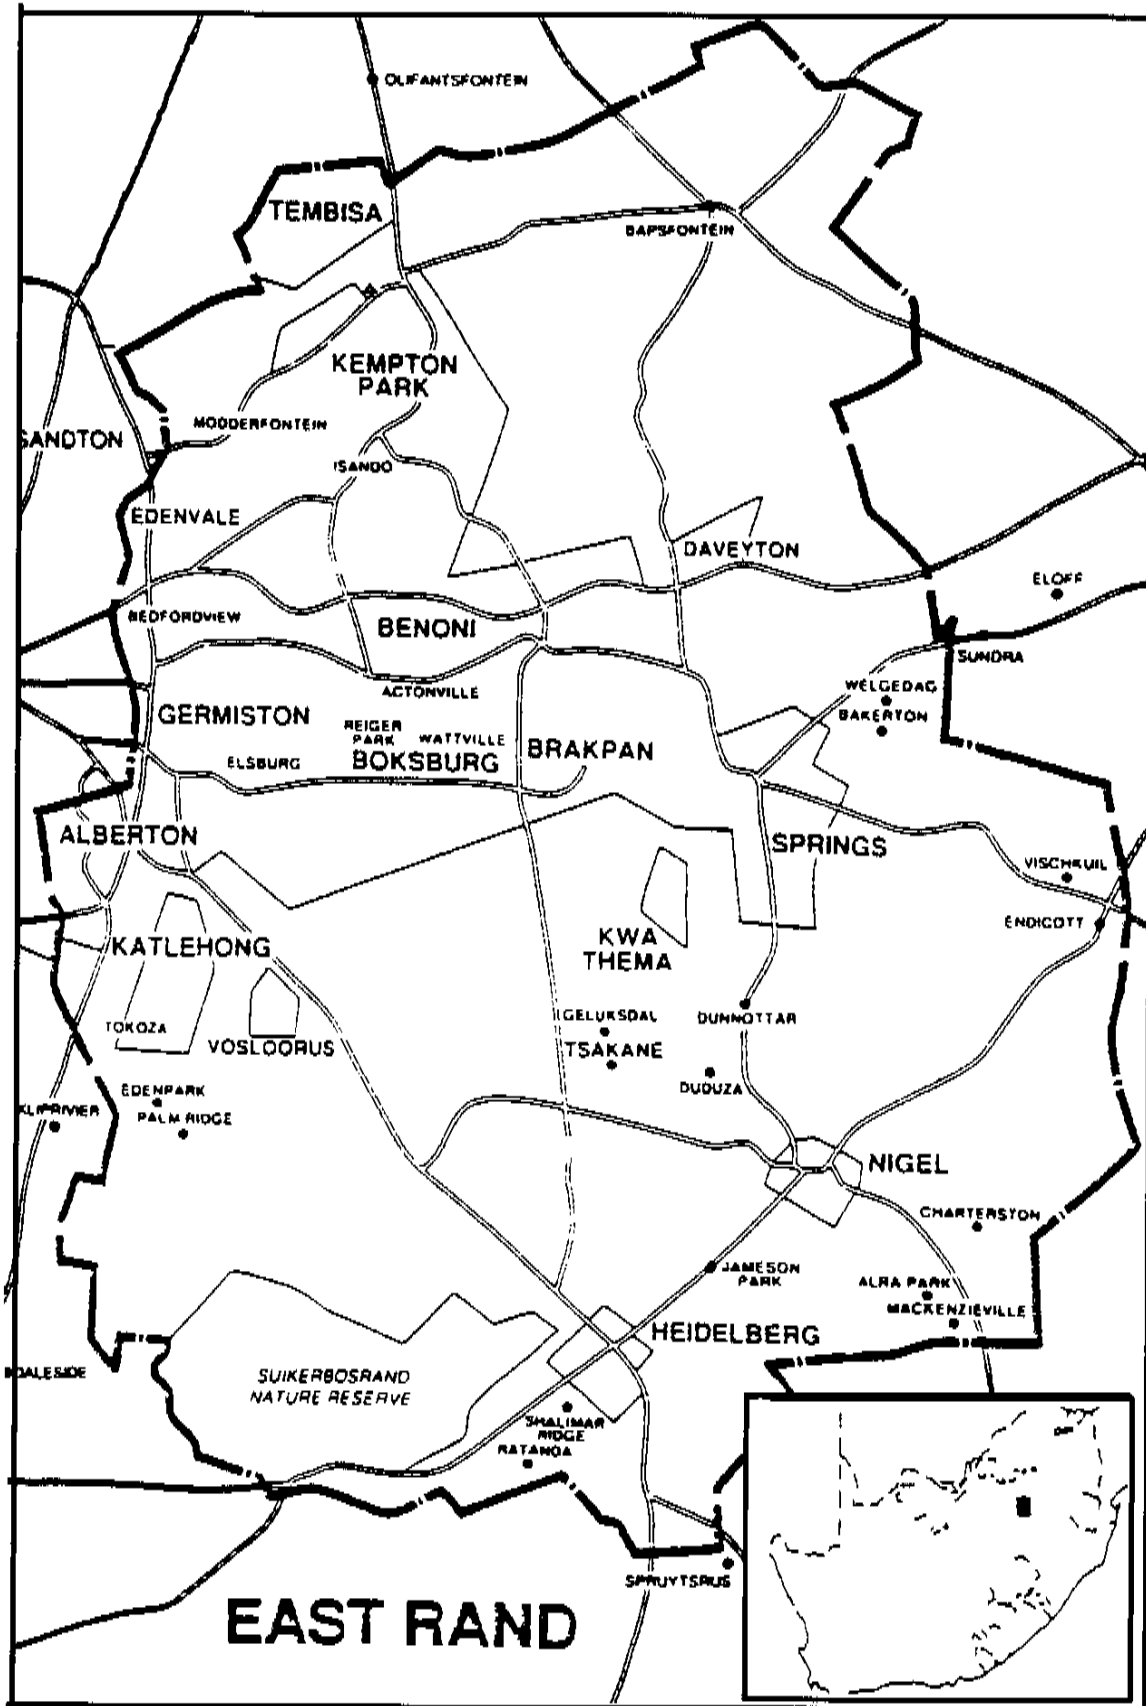 OLIFANTSFONTEIN
TEMBISA
BAPSFONTEIN
KEMPTON
PARK
MODDERFONTEIN
SANDTON
ISANDO
EDENVALE
DAVEYTON
ELOFF
BEDFORDVIEW
BENONI
SUNDRA
ACTONVILLE
WELGEDAG
BAKERTON
GERMISTON
REIGER
PARK
WATTVILLE
BRAKPAN
ELSBURG
BOKSBURG
ALBERTON
SPRINGS
VISCHKUIL
ENDICOTT
KATLEHONG
KWA
THEMA
GELUKSDAL
DUNNOTTAR
TOKOZA
VOSLOORUS
TSAKANE
DUDUZA
EDENPARK
KLIPRIVIER
PALM RIDGE
NIGEL
CHARTERSTON
JAMESON
PARK
ALRA PARK
MACKENZIEVILLE
HEIDELBERG
DALESIDE
SUIKERBOSRAND
NATURE RESERVE
SHALIMAR
RIDGE
RATANDA
SPRUYTSRUS
EAST RAND